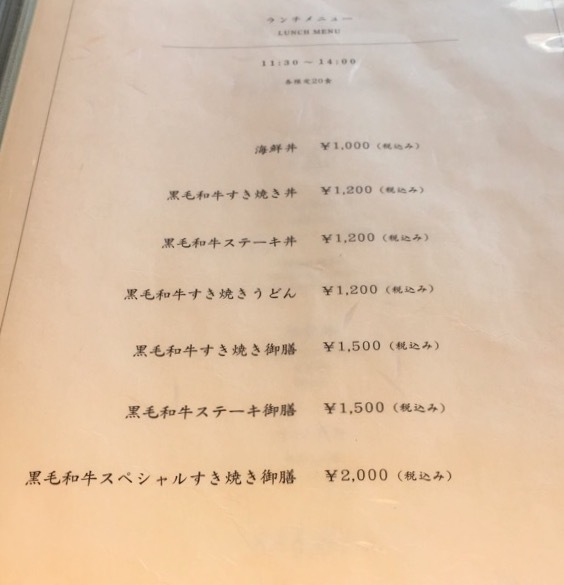 ランチメニュー
LUNCH MENU
11:30～14:00
各限定20食
海鮮丼 ¥1,000（税込み）
黒毛和牛すき焼き丼 ¥1,200（税込み）
黒毛和牛ステーキ丼 ¥1,200（税込み）
黒毛和牛すき焼きうどん ¥1,200（税込み）
黒毛和牛すき焼き御膳 ¥1,500（税込み）
黒毛和牛ステーキ御膳 ¥1,500（税込み）
黒毛和牛スペシャルすき焼き御膳 ¥2,000（税込み）